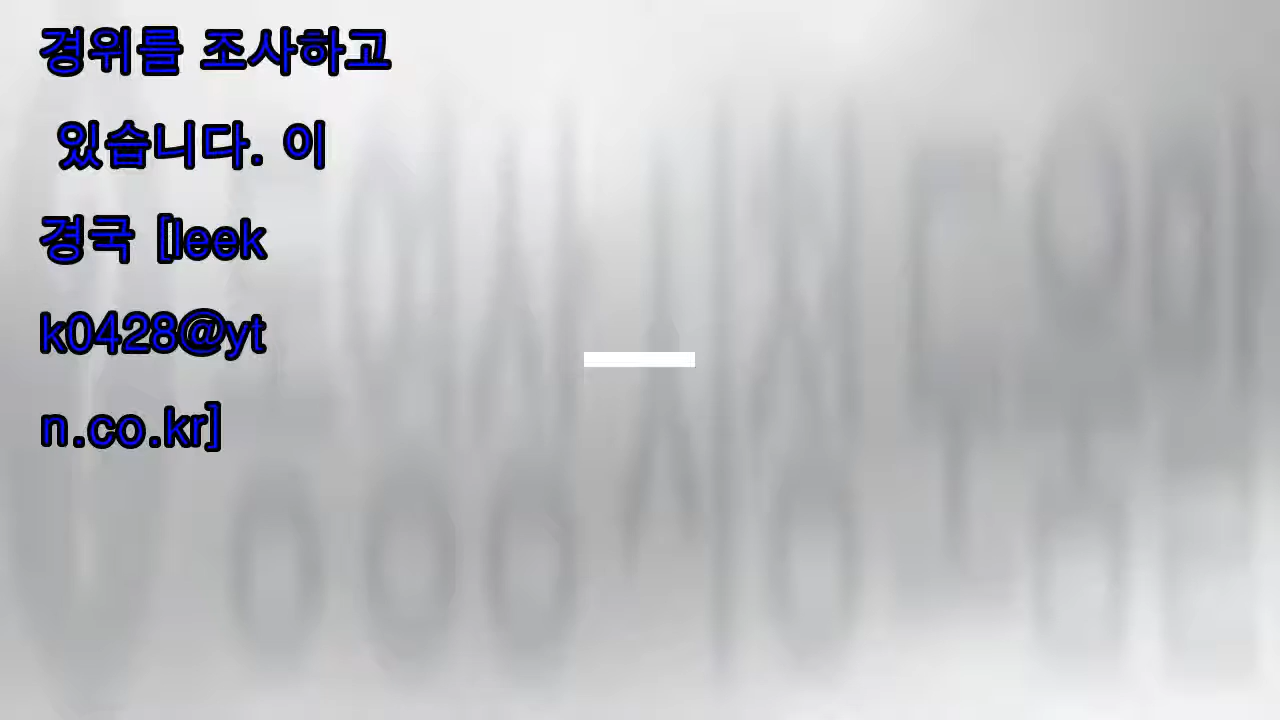 경위를 조사하고
있습니다. 이
경국 [leek
k0428@yt
n.co.kr]